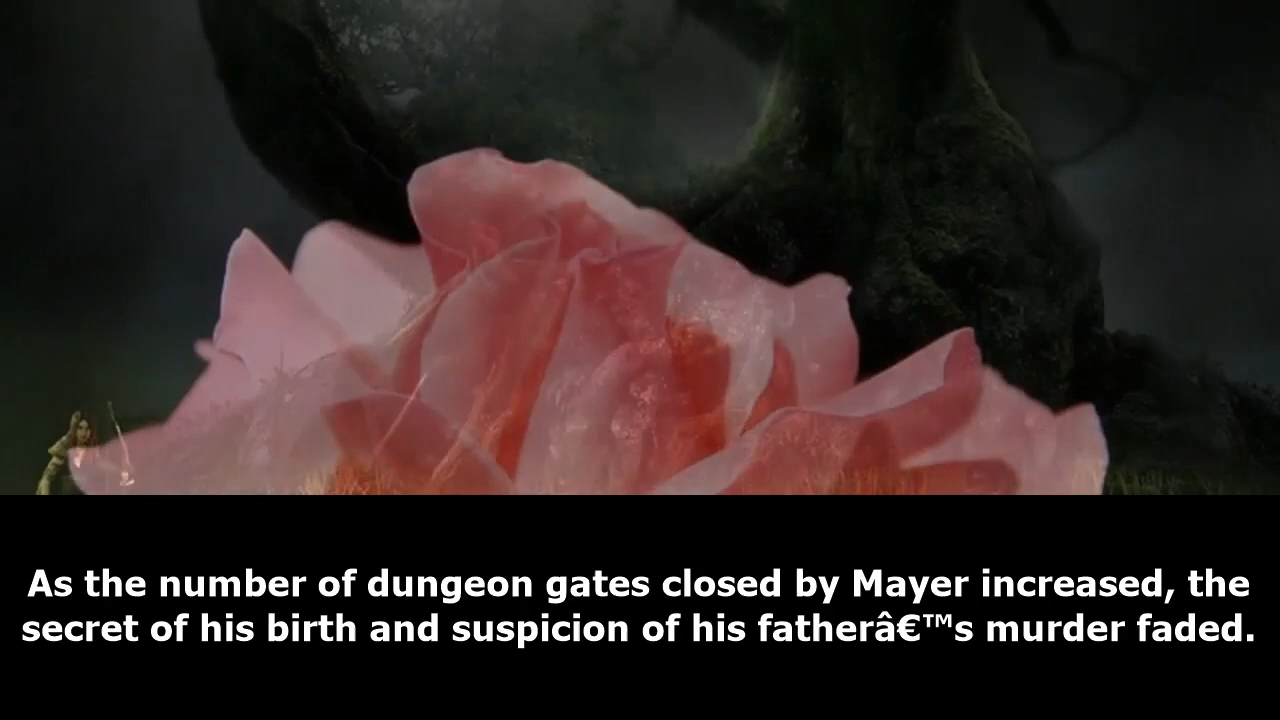 As the number of dungeon gates closed by Mayer increased, the
secret of his birth and suspicion of his fatherâ€™s murder faded.